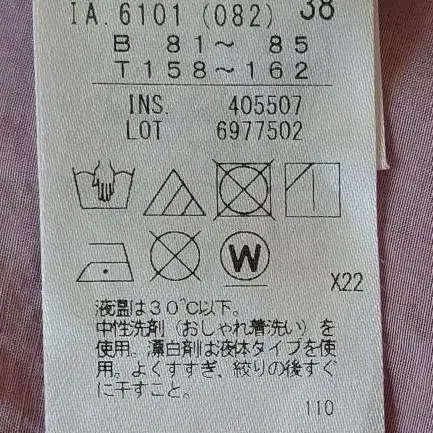 IA.6101(082) 38
B 81～ 85
T158～162
INS. 405507
LOT 6977502
W
X22
液温は30℃以下。
中性洗剤(おしゃれ着洗い)を
使用。漂白剤は液体タイプを使
用。よくすすぎ、絞りの後すぐ
に干すこと。
110